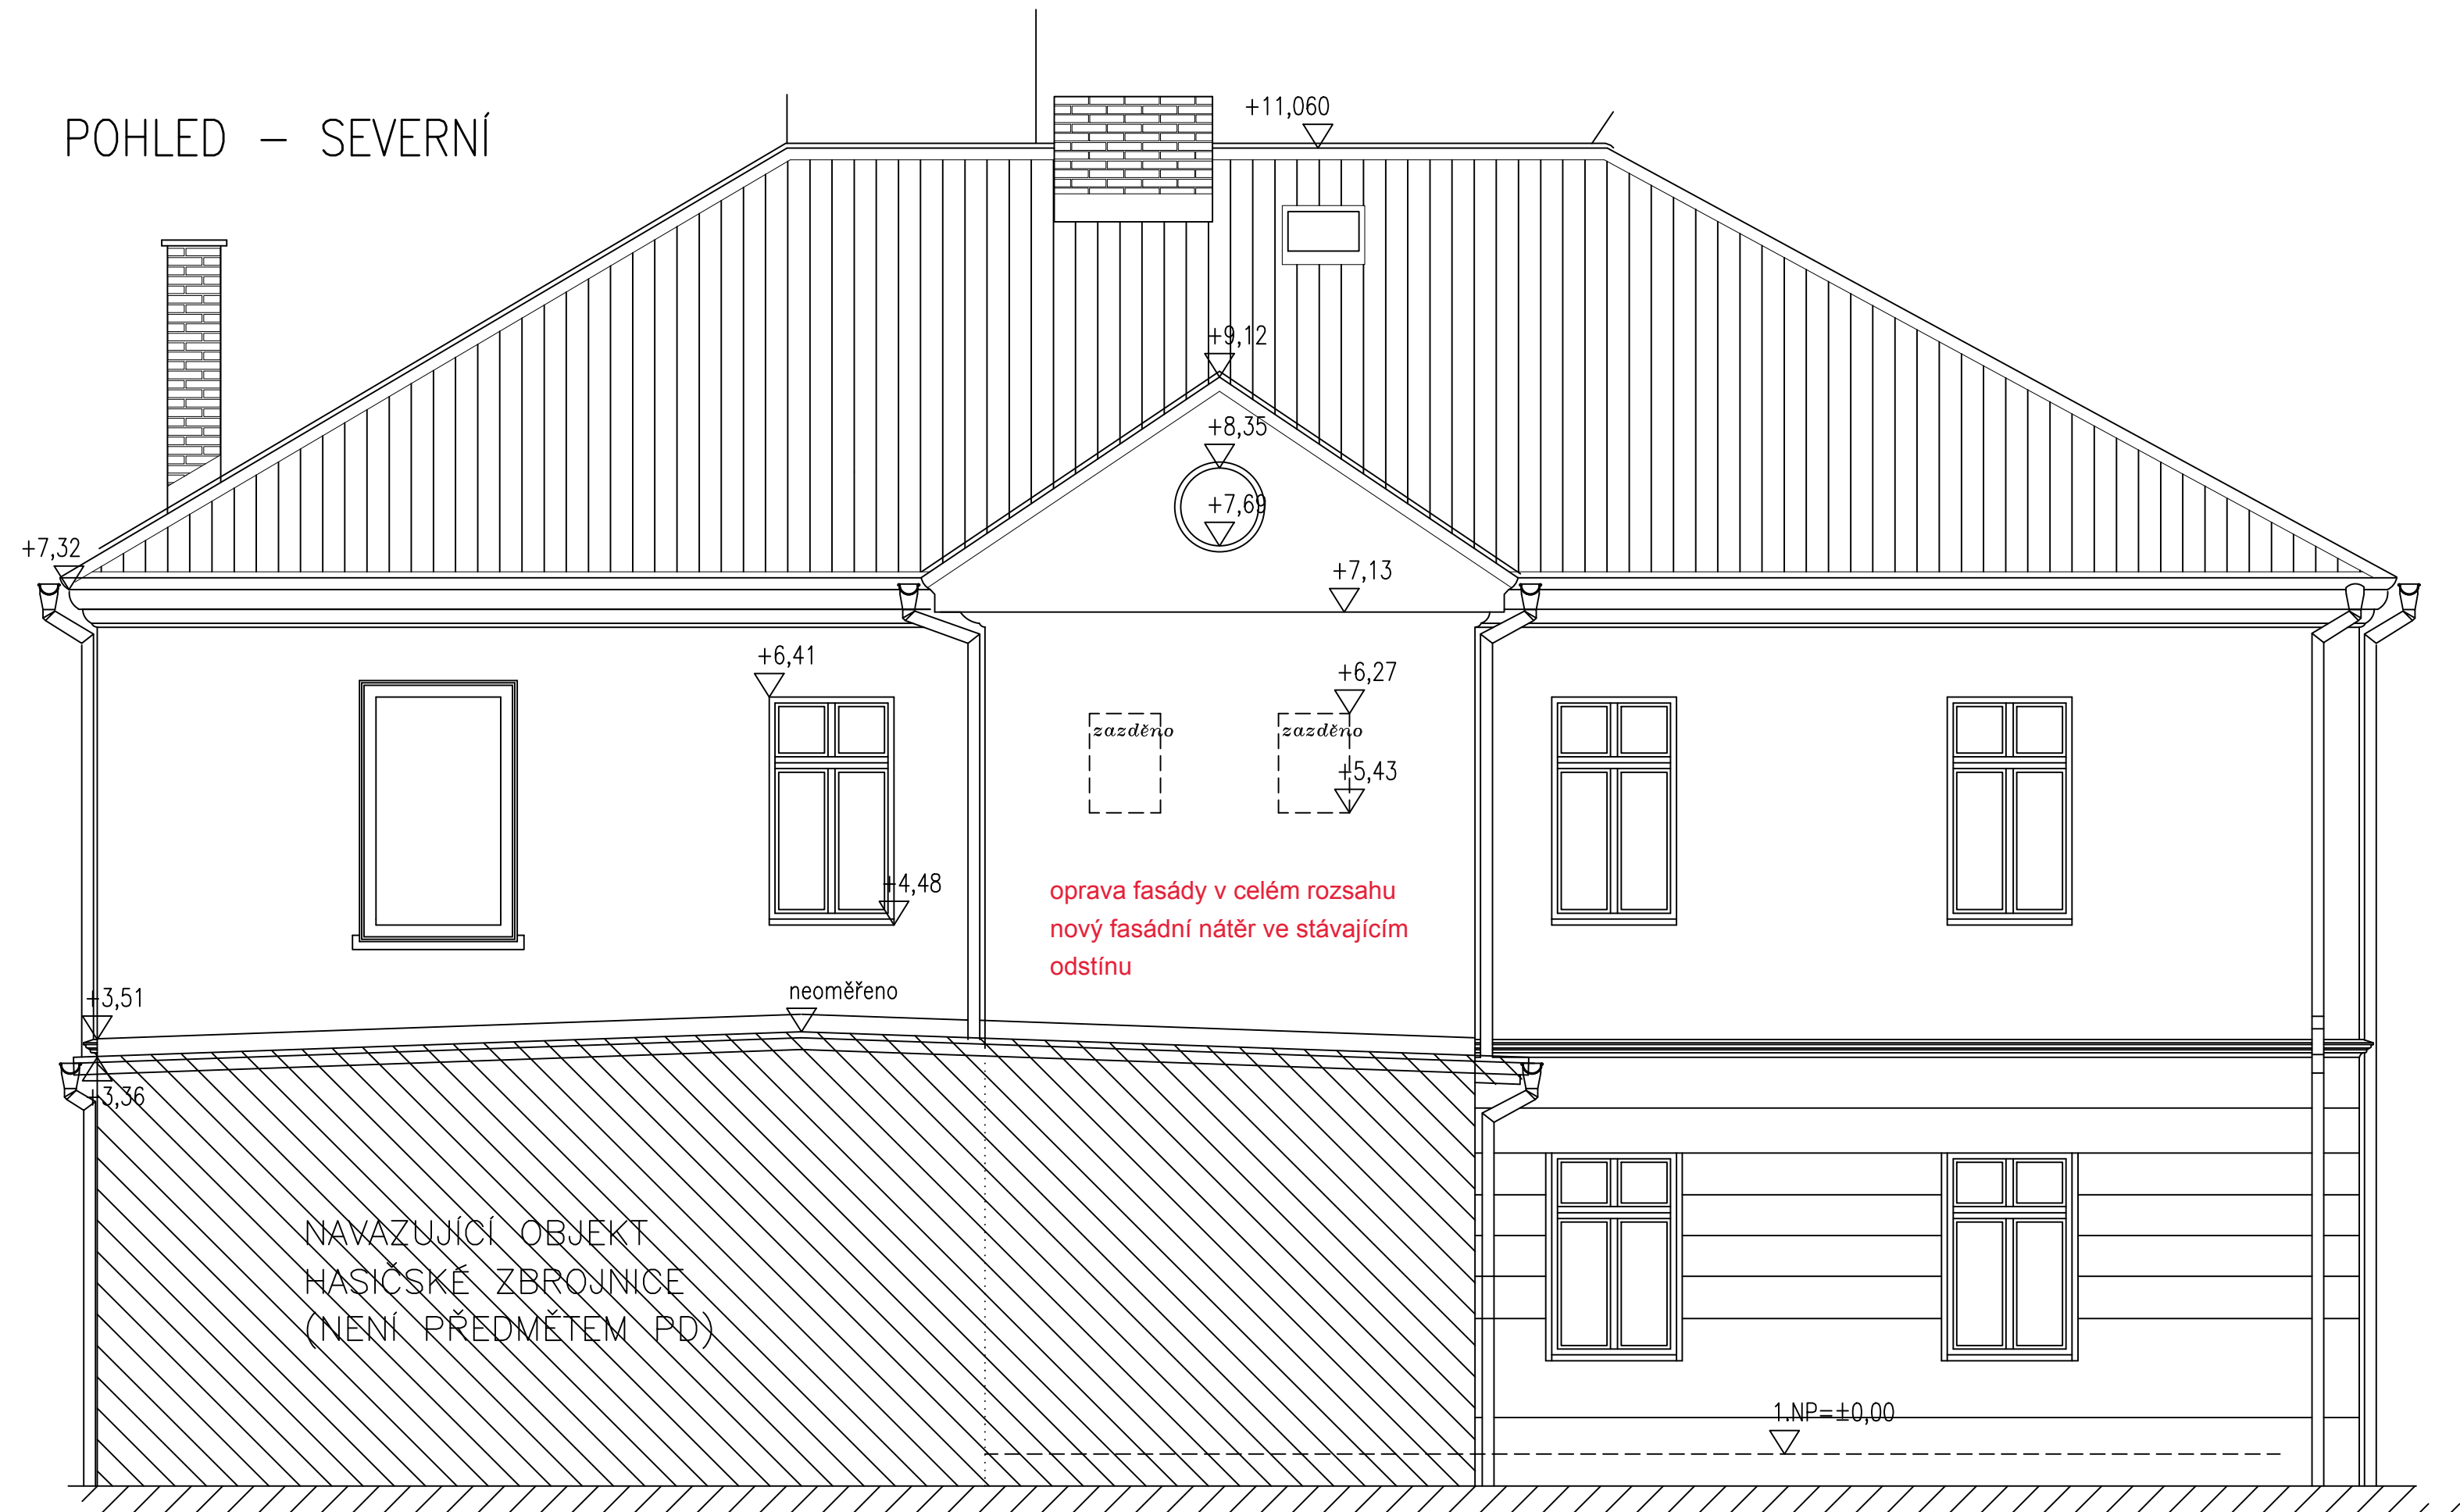 POHLED - SEVERNÍ
+11,060
+9,12
+8,35
+7,69
+7,32
+7,13
+6,41
+6,27
zazděno
zazděno
+5,43
+4,48
oprava fasády v celém rozsahu
nový fasádní nátěr ve stávajícím
odstínu
neoměřeno
+3,51
+3,36
NAVAZUJÍCÍ OBJEKT
HASIČSKÉ ZBROJNICE
(NENÍ PŘEDMĚTEM PD)
1.NP=±0,00